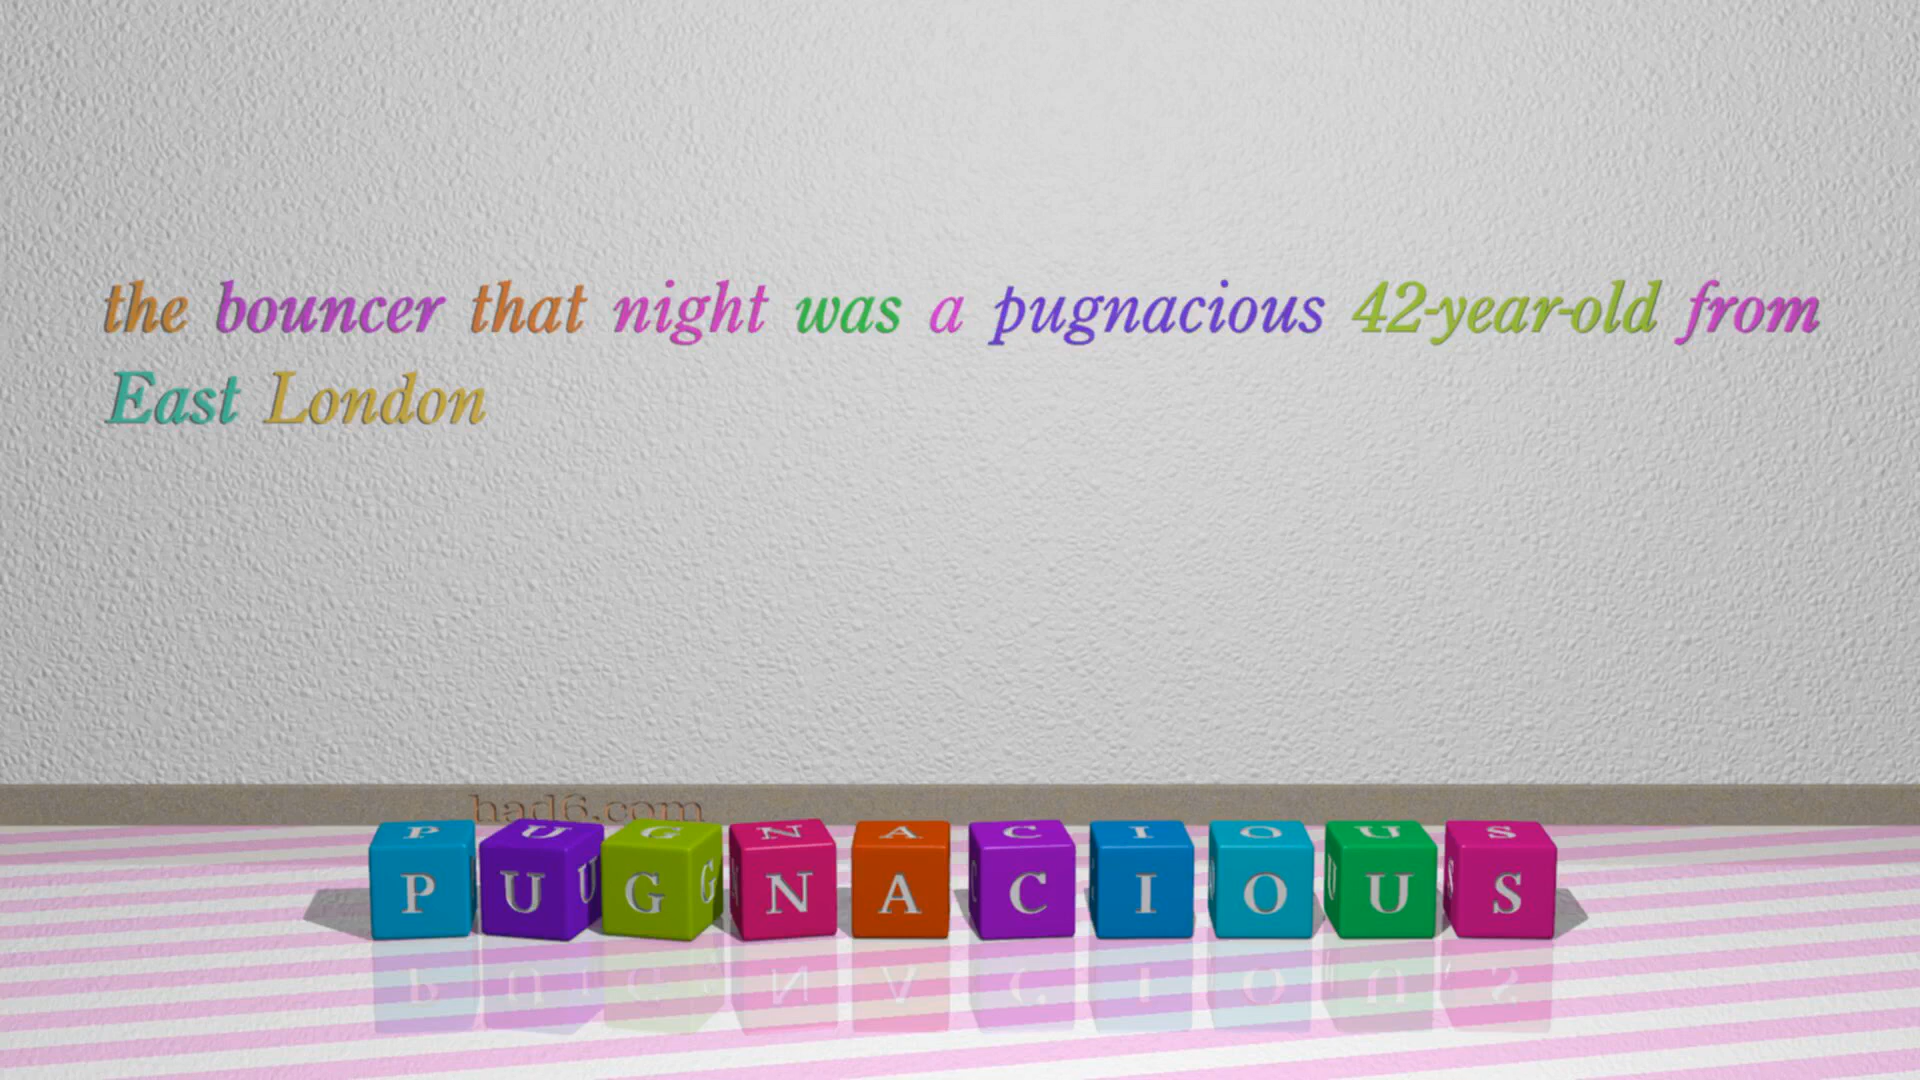 the bouncer that night was a pugnacious 42-year-old from
East London
had6.com
PUGNACIOUS